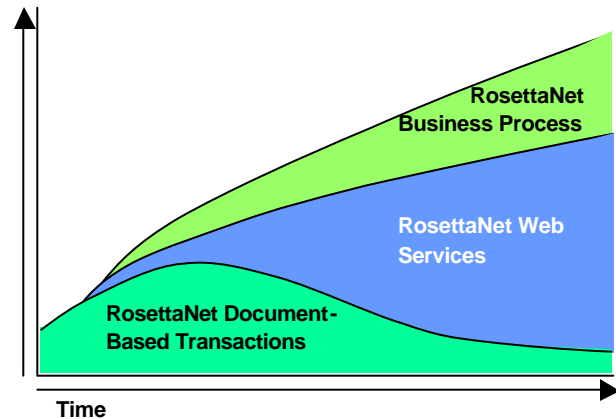 RosettaNet
Business Process
RosettaNet Web
Services
RosettaNet Document-
Based Transactions
Time